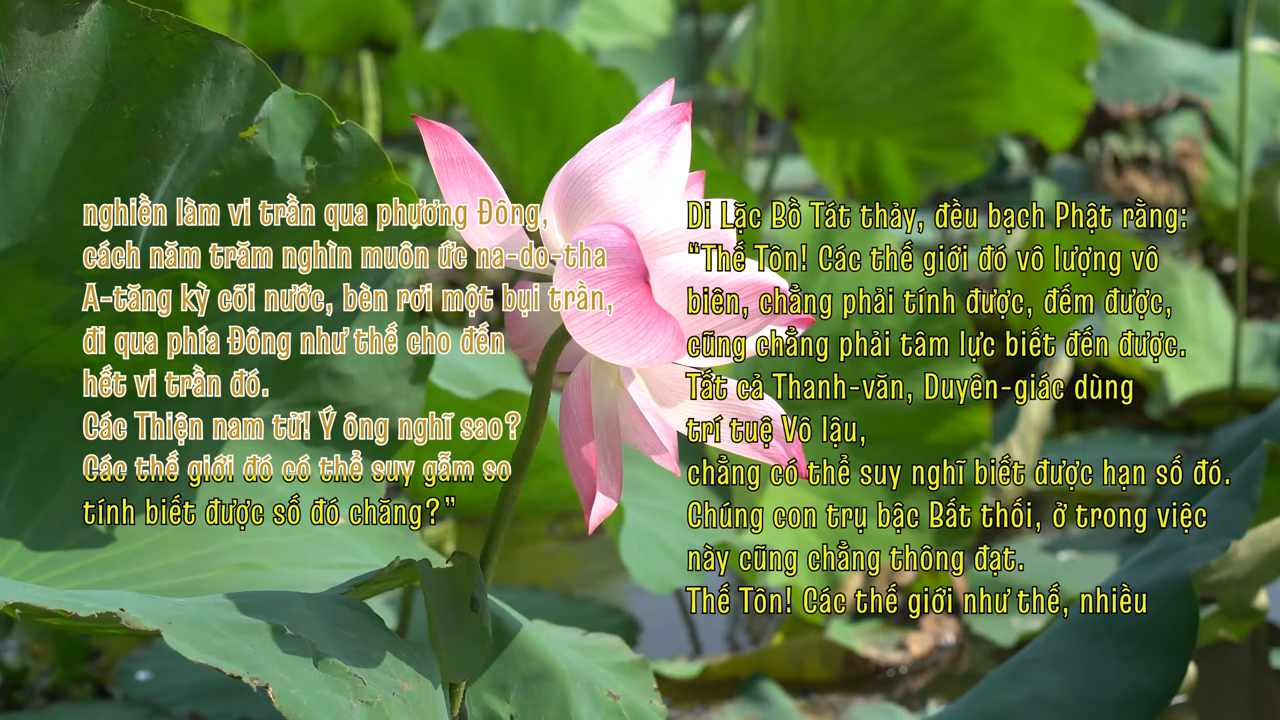 nghiền làm vi trần qua phương Đông,
cách năm trăm nghìn muôn ức na-do-tha
A-tăng kỳ cõi nước, bèn rơi một bụi trần,
đi qua phía Đông như thế cho đến
hết vi trần đó.
Các Thiện nam tử! Ý ông nghĩ sao?
Các thế giới đó có thể suy gẫm so
tính biết được số đó chăng?”
Di Lặc Bồ Tát thảy, đều bạch Phật rằng:
“Thế Tôn! Các thế giới đó vô lượng vô
biên, chẳng phải tính được, đếm được,
cũng chẳng phải tâm lực biết đến được.
Tất cả Thanh-văn, Duyên-giác dùng
trí tuệ Vô lậu,
chẳng có thể suy nghĩ biết được hạn số đó.
Chúng con trụ bậc Bất thối, ở trong việc
này cũng chẳng thông đạt.
Thế Tôn! Các thế giới như thế, nhiều